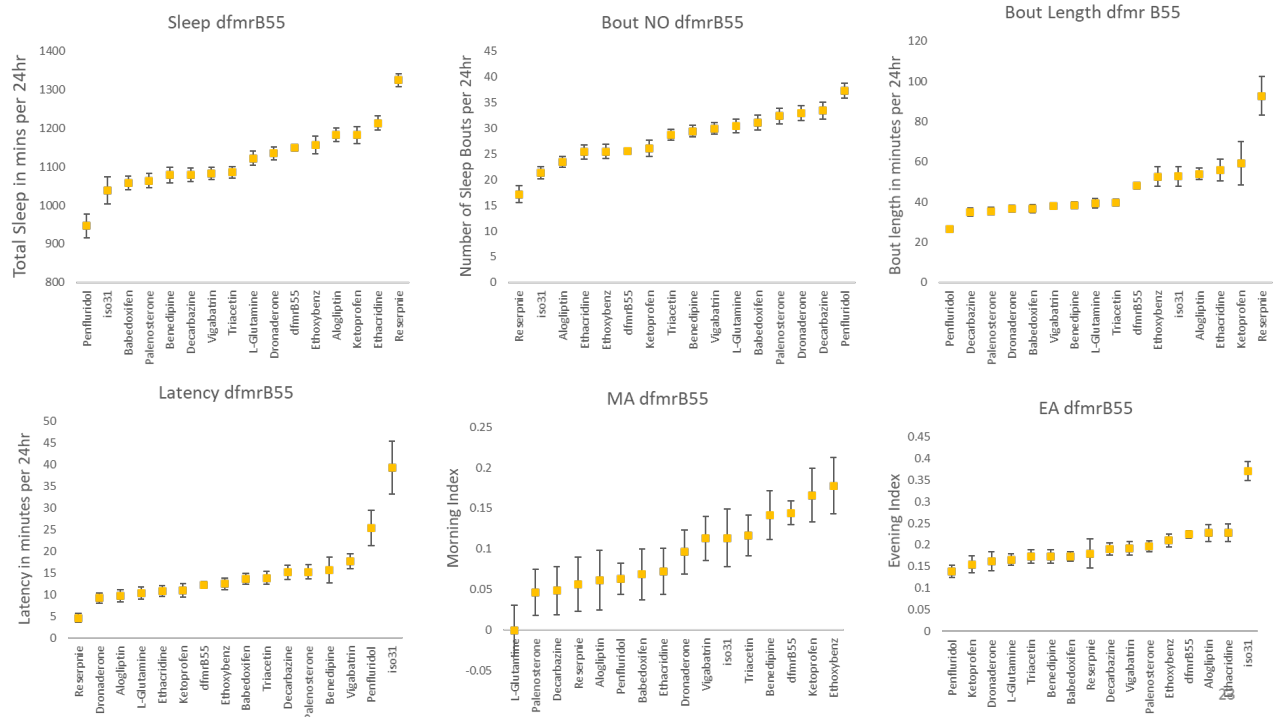 Sleep dfmrB55
Total Sleep in mins per 24hr
1400
1300
1200
1100
1000
900
800
Penfluridol
iso31
Babedoxifen
Palenosterone
Benedipine
Decarbazine
Vigabatrin
Triacetin
L-Glutamine
Dronaderone
dfmrB55
Ethoxybenz
Alogliptin
Ketoprofen
Ethacridine
Reserpnie
Bout NO dfmrB55
Number of Sleep Bouts per 24hr
45
40
35
30
25
20
15
10
5
0
Reserpnie
iso31
Alogliptin
Ethacridine
Ethoxybenz
dfmrB55
Ketoprofen
Triacetin
Benedipine
Vigabatrin
L-Glutamine
Babedoxifen
Palenosterone
Dronaderone
Decarbazine
Penfluridol
Bout Length dfmr B55
Bout length in minutes per 24hr
120
100
80
60
40
20
0
Penfluridol
Decarbazine
Palenosterone
Dronaderone
Babedoxifen
Vigabatrin
Benedipine
L-Glutamine
Triacetin
dfmrB55
Ethoxybenz
iso31
Alogliptin
Ethacridine
Ketoprofen
Reserpnie
Latency dfmrB55
Latency in minutes per 24hr
50
45
40
35
30
25
20
15
10
5
0
Reserpnie
Dronaderone
Alogliptin
L-Glutamine
Ethacridine
Ketoprofen
dfmrB55
Ethoxybenz
Babedoxifen
Triacetin
Decarbazine
Palenosterone
Benedipine
Vigabatrin
Penfluridol
iso31
MA dfmrB55
Morning Index
0.25
0.2
0.15
0.1
0.05
0
-0.05
L-Glutamine
Palenosterone
Decarbazine
Reserpnie
Alogliptin
Penfluridol
Babedoxifen
Ethacridine
Dronaderone
Vigabatrin
iso31
Triacetin
Benedipine
dfmrB55
Ketoprofen
Ethoxybenz
EA dfmrB55
Evening Index
0.45
0.4
0.35
0.3
0.25
0.2
0.15
0.1
0.05
0
Penfluridol
Ketoprofen
Dronaderone
L-Glutamine
Triacetin
Benedipine
Babedoxifen
Reserpnie
Decarbazine
Vigabatrin
Palenosterone
Ethoxybenz
dfmrB55
Alogliptin
Ethacridine
iso31